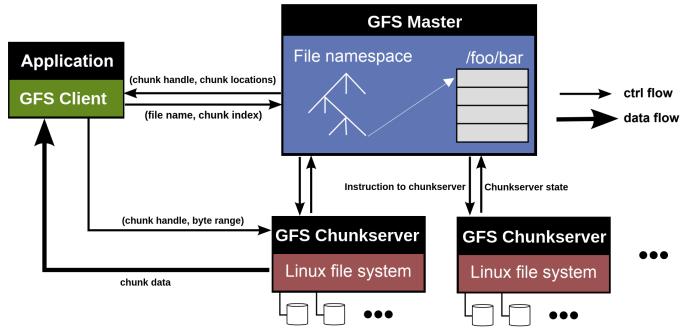 GFS Master
Application
GFS Client
(chunk handle, chunk locations)
(file name, chunk index)
File namespace
/foo/bar
ctrl flow
data flow
Instruction to chunkserver
Chunkserver state
(chunk handle, byte range)
chunk data
GFS Chunkserver
Linux file system
GFS Chunkserver
Linux file system